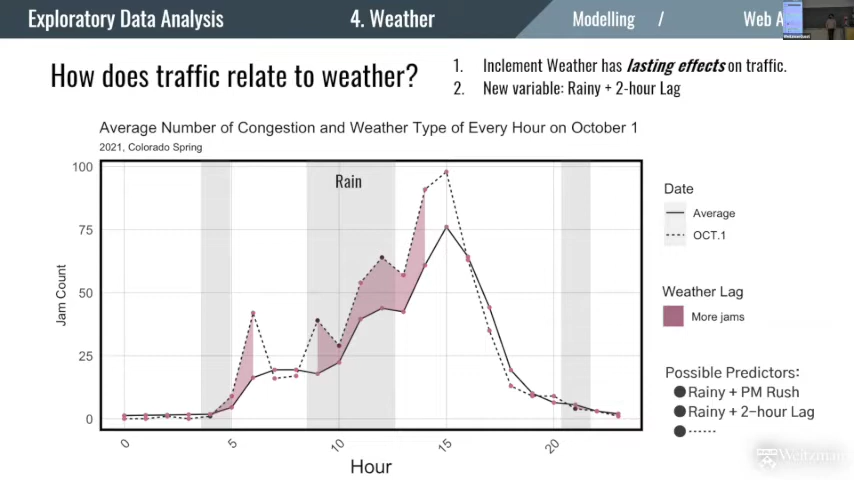 Exploratory Data Analysis
4. Weather
Modelling /
Web A
How does traffic relate to weather?
1. Inclement Weather has lasting effects on traffic.
2. New variable: Rainy + 2-hour Lag
Average Number of Congestion and Weather Type of Every Hour on October 1
2021, Colorado Spring
Rain
Jam Count
100
75
50
25
0
0
5
10
15
20
Hour
Date
Average
OCT.1
Weather Lag
More jams
Possible Predictors:
Rainy + PM Rush
Rainy + 2-hour Lag
······
Weitzman